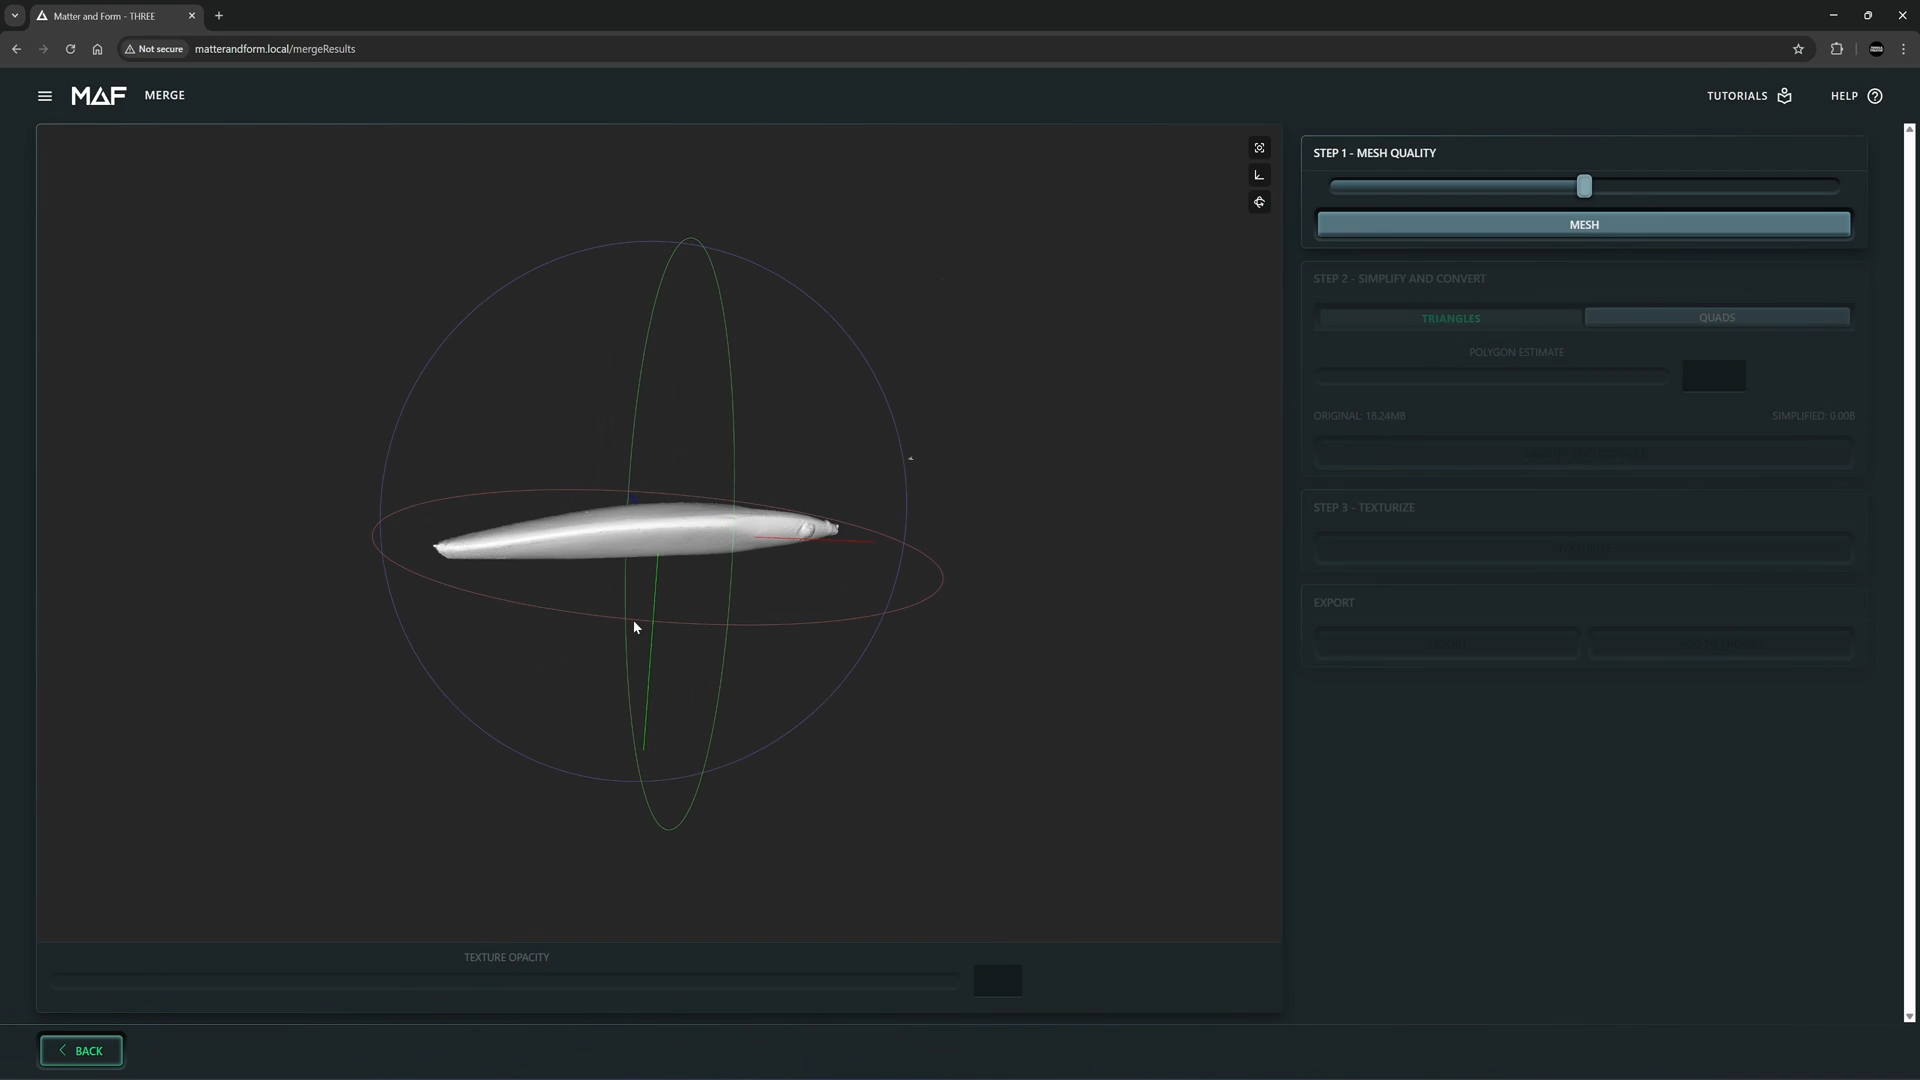 Matter and Form - THREE
Not secure
matterandform.local/mergeResults
MAF
MERGE
TUTORIALS
HELP
STEP 1 - MESH QUALITY
MESH
STEP 2 - SIMPLIFY AND CONVERT
TRIANGLES
QUADS
POLYGON ESTIMATE
ORIGINAL: 18.24MB
SIMPLIFIED: 0.00B
STEP 3 - TEXTURIZE
EXPORT
TEXTURE OPACITY
BACK